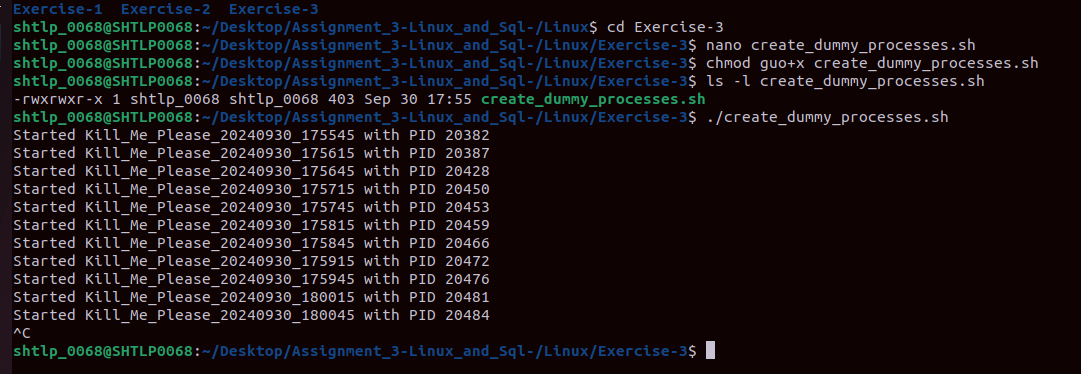 Exercise-1  Exercise-2  Exercise-3
shtlp_0068@SHTLP0068:~/Desktop/Assignment_3-Linux_and_Sql-/Linux$ cd Exercise-3
shtlp_0068@SHTLP0068:~/Desktop/Assignment_3-Linux_and_Sql-/Linux/Exercise-3$ nano create_dummy_processes.sh
shtlp_0068@SHTLP0068:~/Desktop/Assignment_3-Linux_and_Sql-/Linux/Exercise-3$ chmod guo+x create_dummy_processes.sh
shtlp_0068@SHTLP0068:~/Desktop/Assignment_3-Linux_and_Sql-/Linux/Exercise-3$ ls -l create_dummy_processes.sh
-rwxrwxr-x 1 shtlp_0068 shtlp_0068 403 Sep 30 17:55 create_dummy_processes.sh
shtlp_0068@SHTLP0068:~/Desktop/Assignment_3-Linux_and_Sql-/Linux/Exercise-3$ ./create_dummy_processes.sh
Started Kill_Me_Please_20240930_175545 with PID 20382
Started Kill_Me_Please_20240930_175615 with PID 20387
Started Kill_Me_Please_20240930_175645 with PID 20428
Started Kill_Me_Please_20240930_175715 with PID 20450
Started Kill_Me_Please_20240930_175745 with PID 20453
Started Kill_Me_Please_20240930_175815 with PID 20459
Started Kill_Me_Please_20240930_175845 with PID 20466
Started Kill_Me_Please_20240930_175915 with PID 20472
Started Kill_Me_Please_20240930_175945 with PID 20476
Started Kill_Me_Please_20240930_180015 with PID 20481
Started Kill_Me_Please_20240930_180045 with PID 20484
^C
shtlp_0068@SHTLP0068:~/Desktop/Assignment_3-Linux_and_Sql-/Linux/Exercise-3$